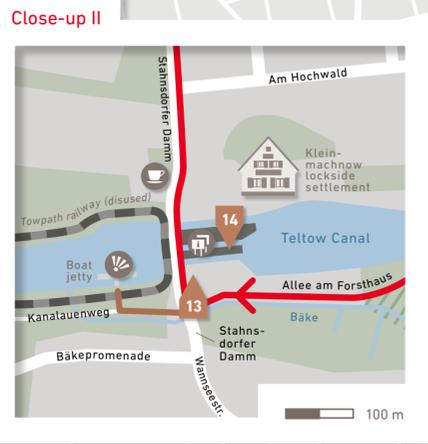 Close-up II
Stahnsdorfer Damm
Am Hochwald
Klein-
machnow
lockside
settlement
Towpath railway (disused)
14
Teltow Canal
Boat
jetty
Allee am Forsthaus
13
Kanalauenweg
Bäke
Stahns-
dorfer
Damm
Bäkepromenade
Wannseestr.
100 m